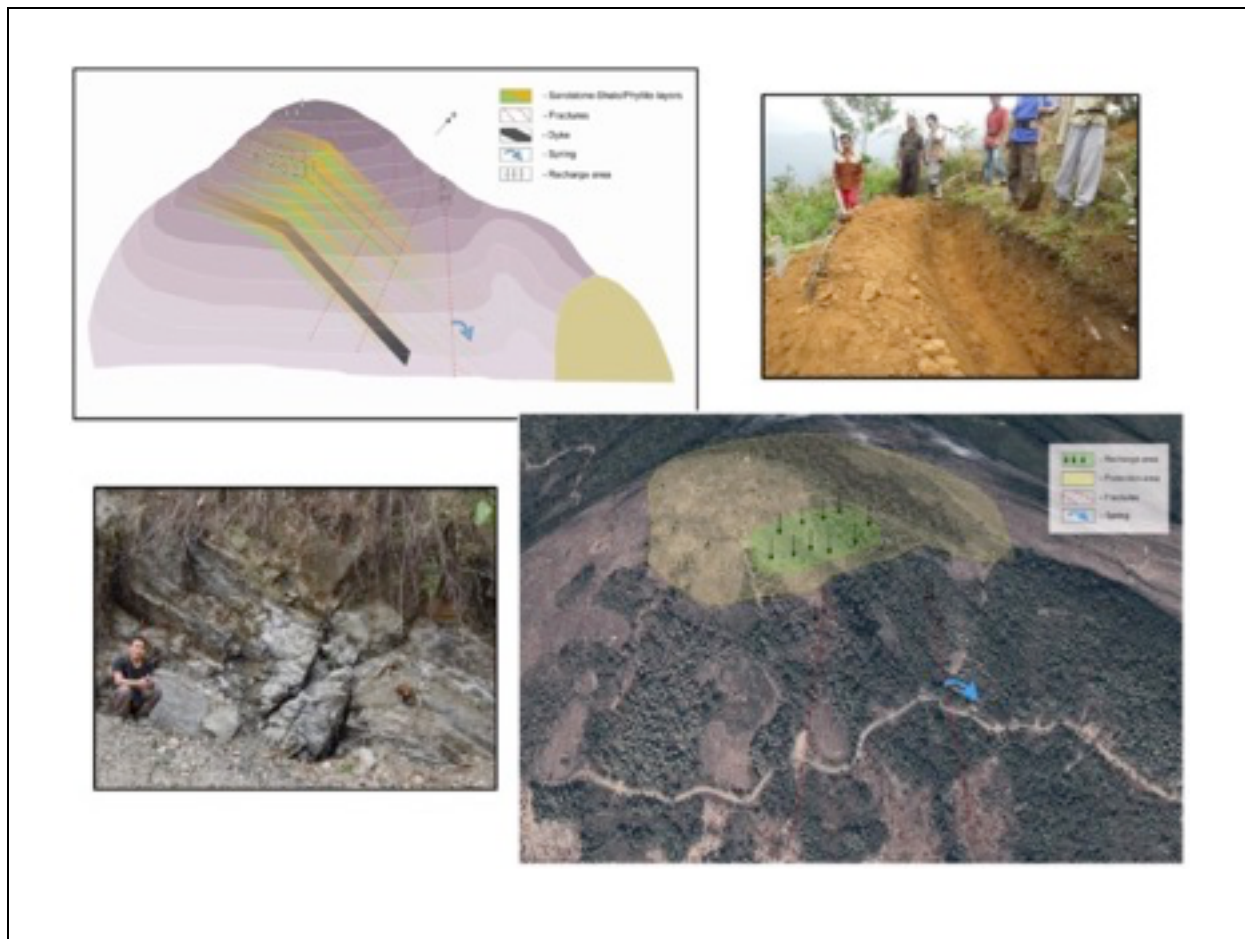 - Sandstone-Shale/Phyllite layers
- Fractures
- Dyke
- Spring
- Recharge area
- Recharge area
- Protection area
- Fractures
- Spring